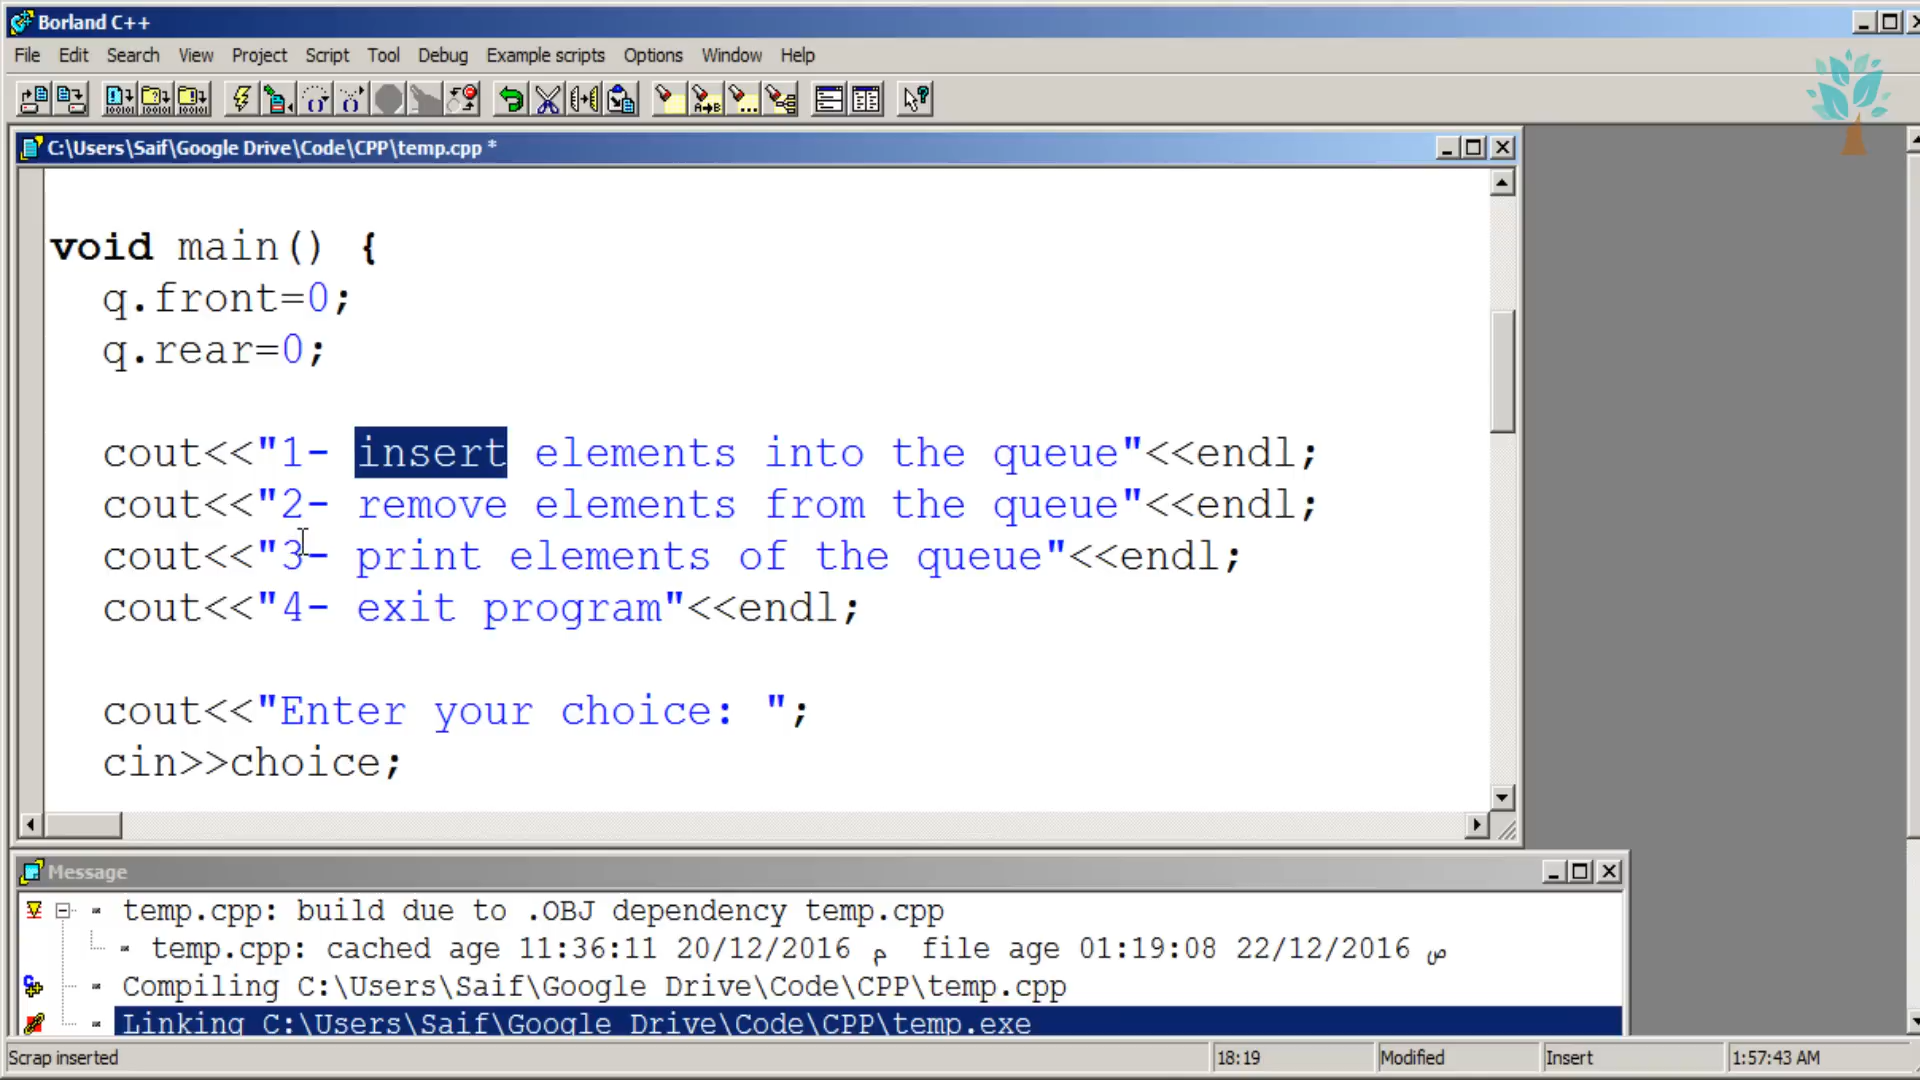 Borland C++
File Edit Search View Project Script Tool Debug Example scripts Options Window Help
C:\Users\Saif\Google Drive\Code\CPP\temp.cpp *
void main() {
q.front=0;
q.rear=0;
cout<<"1- insert elements into the queue"<<endl;
cout<<"2- remove elements from the queue"<<endl;
cout<<"3- print elements of the queue"<<endl;
cout<<"4- exit program"<<endl;
cout<<"Enter your choice: ";
cin>>choice;
Message
temp.cpp: build due to .OBJ dependency temp.cpp
temp.cpp: cached age 11:36:11 20/12/2016 م file age 01:19:08 22/12/2016 ص
Compiling C:\Users\Saif\Google Drive\Code\CPP\temp.cpp
Linking C:\Users\Saif\Google Drive\Code\CPP\temp.exe
Scrap inserted 18:19 Modified Insert 1:57:43 AM